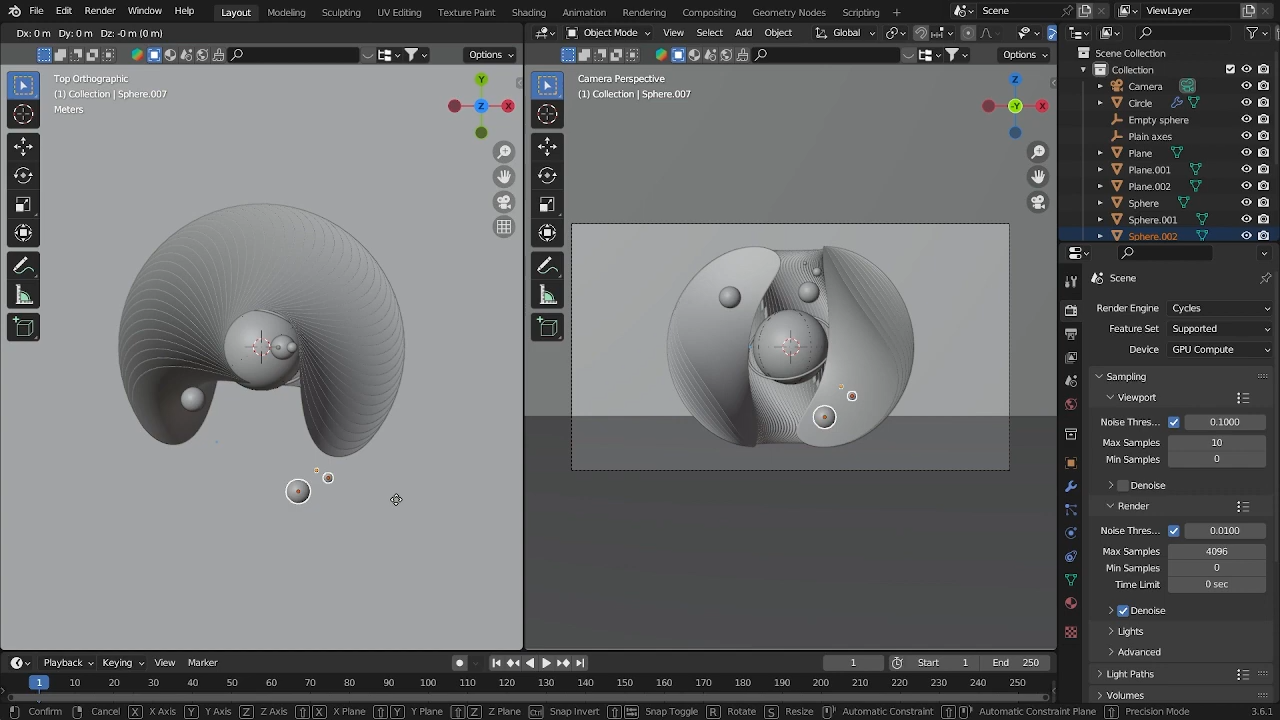 File Edit Render Window Help Layout Modeling Sculpting UV Editing Texture Paint Shading Animation Rendering Compositing Geometry Nodes Scripting + Scene ViewLayer
Dx: 0 m Dy: 0 m Dz: -0 m (0 m)
Object Mode View Select Add Object Global
Options
Options
Top Orthographic
(1) Collection | Sphere.007
Meters
Y
Z
X
Camera Perspective
(1) Collection | Sphere.007
Z
-Y
X
Scene Collection
Collection
Camera
Circle
Empty sphere
Plain axes
Plane
Plane.001
Plane.002
Sphere
Sphere.001
Sphere.002
Scene
Render Engine Cycles
Feature Set Supported
Device GPU Compute
Sampling
Viewport
Noise Thres... 0.1000
Max Samples 10
Min Samples 0
Denoise
Render
Noise Thres... 0.0100
Max Samples 4096
Min Samples 0
Time Limit 0 sec
Denoise
Lights
Advanced
Light Paths
Volumes
Playback Keying View Marker 1 Start 1 End 250
1 10 20 30 40 50 60 70 80 90 100 110 120 130 140 150 160 170 180 190 200 210 220 230 240 250
Confirm Cancel X X Axis Y Y Axis Z Z Axis X X Plane Y Y Plane Z Z Plane Ctrl Snap Invert Snap Toggle R Rotate S Resize Automatic Constraint Automatic Constraint Plane Precision Mode 3.6.1